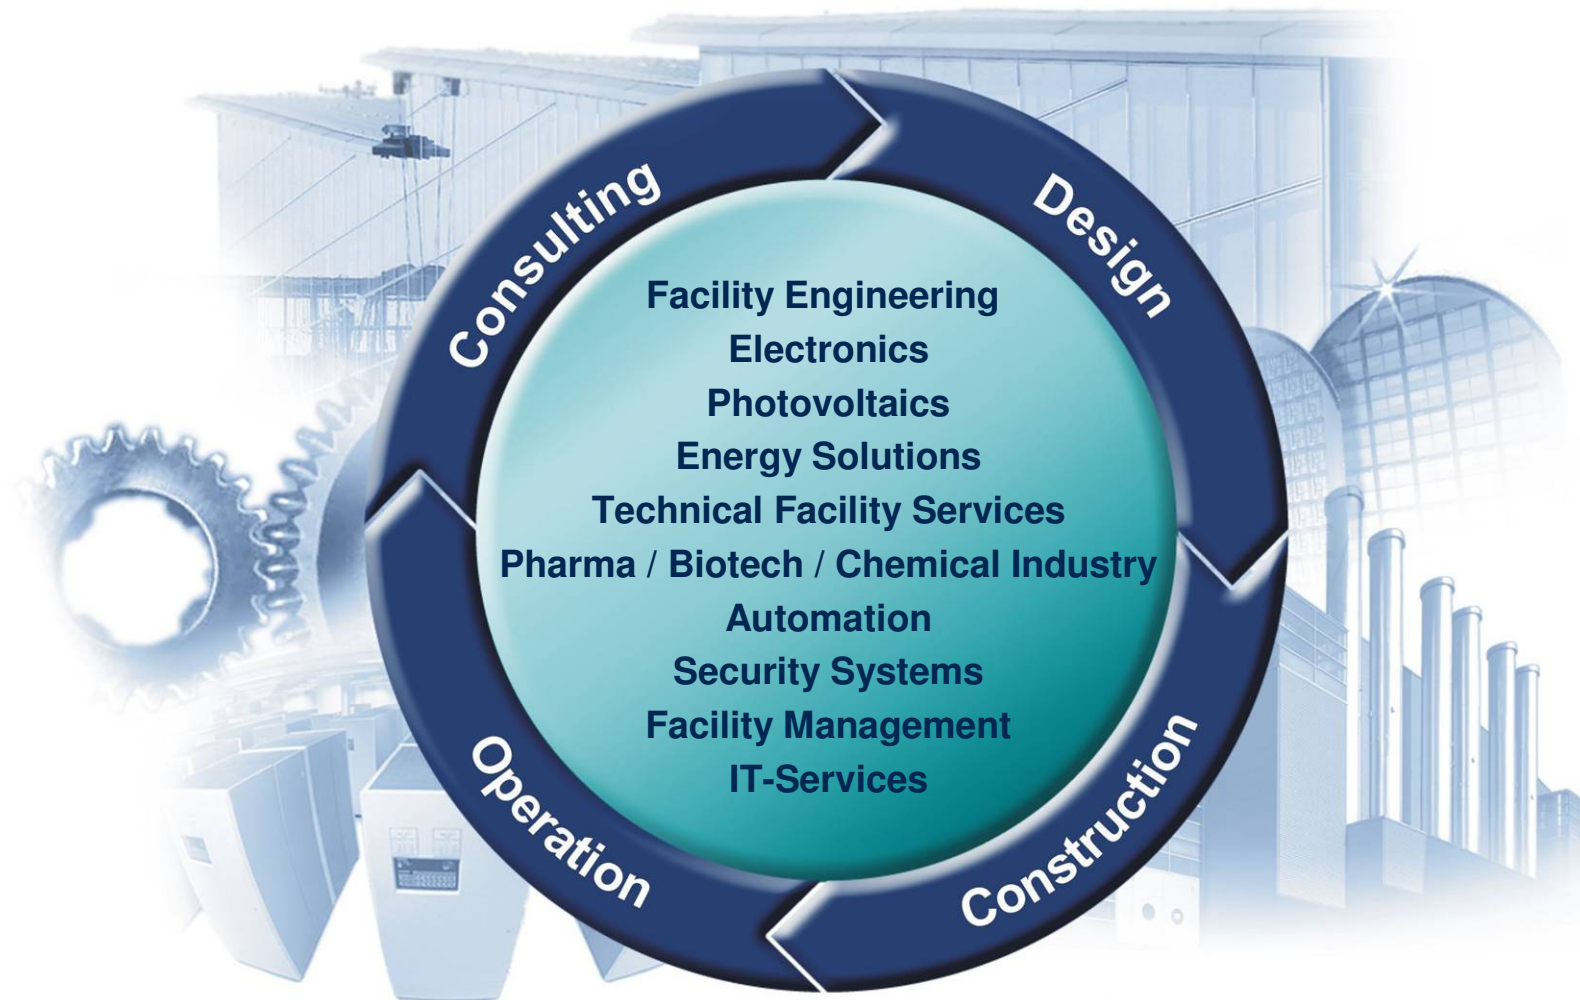 Consulting
Design
Facility Engineering
Electronics
Photovoltaics
Energy Solutions
Technical Facility Services
Pharma / Biotech / Chemical Industry
Automation
Security Systems
Facility Management
IT-Services
Operation
Construction